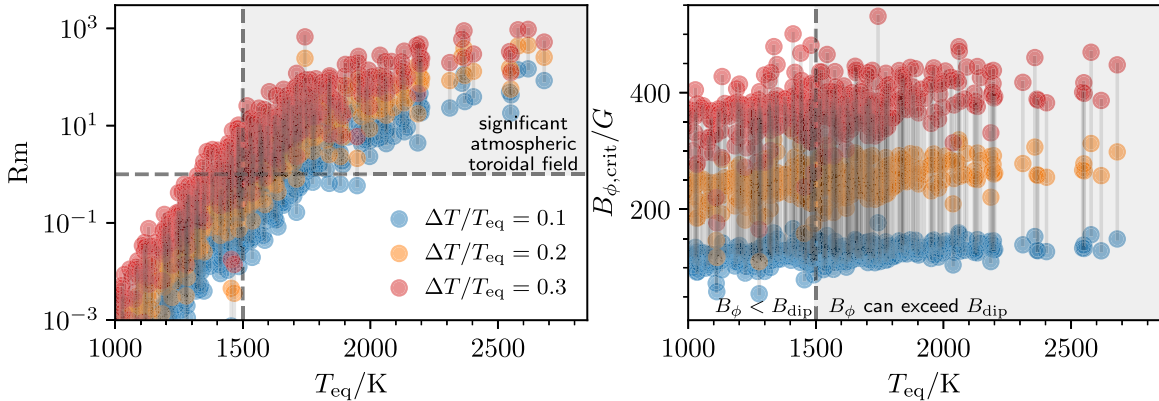 10³
10¹
10⁻¹
10⁻³
Rm
significant
atmospheric
toroidal field
ΔT/T_eq = 0.1
ΔT/T_eq = 0.2
ΔT/T_eq = 0.3
1000 1500 2000 2500
T_eq/K
400
200
B_ϕ,crit/G
B_ϕ < B_dip B_ϕ can exceed B_dip
1000 1500 2000 2500
T_eq/K